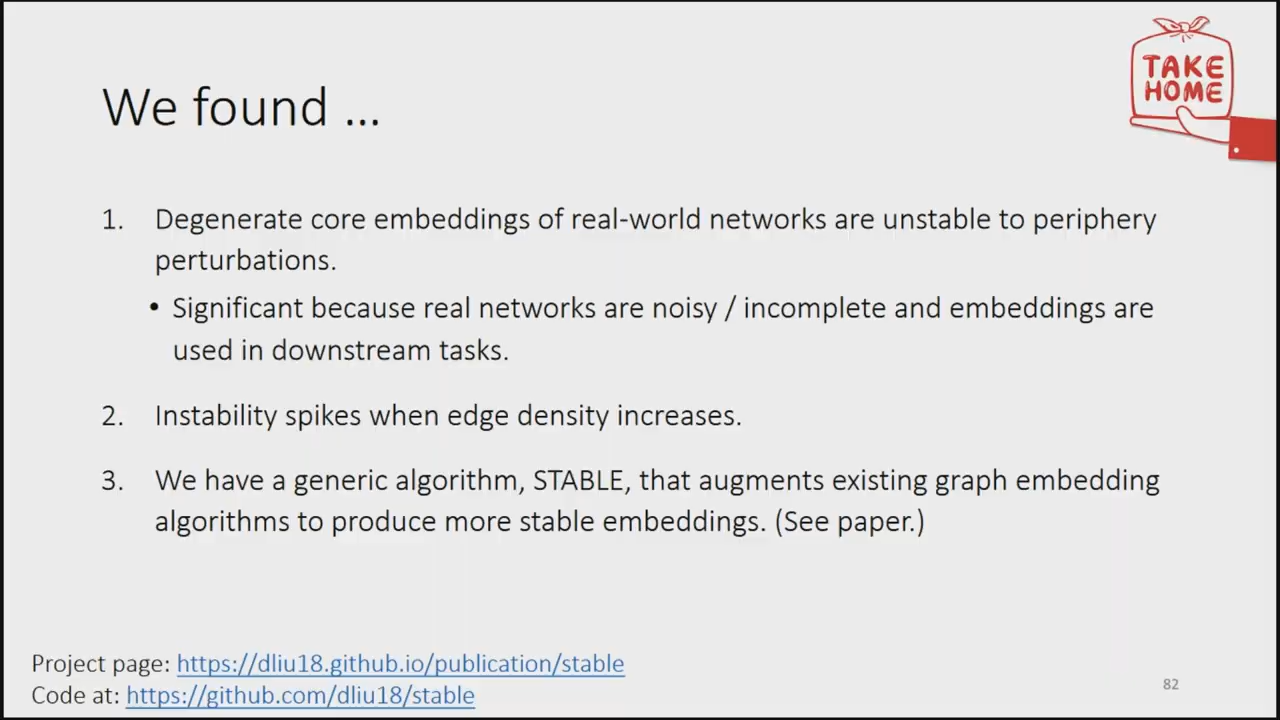 TAKE
HOME
We found ...
1. Degenerate core embeddings of real-world networks are unstable to periphery
perturbations.
• Significant because real networks are noisy / incomplete and embeddings are
used in downstream tasks.
2. Instability spikes when edge density increases.
3. We have a generic algorithm, STABLE, that augments existing graph embedding
algorithms to produce more stable embeddings. (See paper.)
Project page: https://dliu18.github.io/publication/stable
Code at: https://github.com/dliu18/stable
82